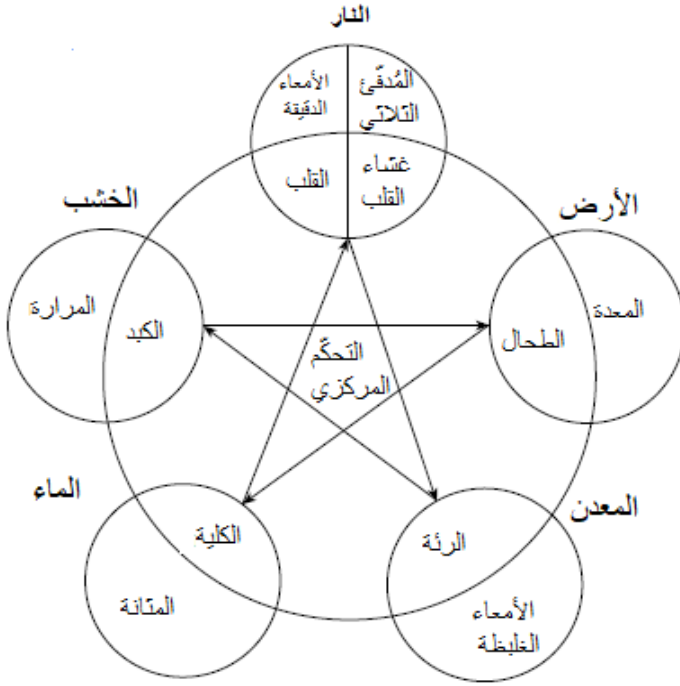 النار
المُدفّئ
الثلاثي
الأمعاء
الدقيقة
غشاء
القلب
القلب
الأرض
الخشب
المعدة
الطحال
الكبد
المرارة
التحكّم
المركزي
المعدن
الماء
الرئة
الكلية
الأمعاء
الغليظة
المثانة